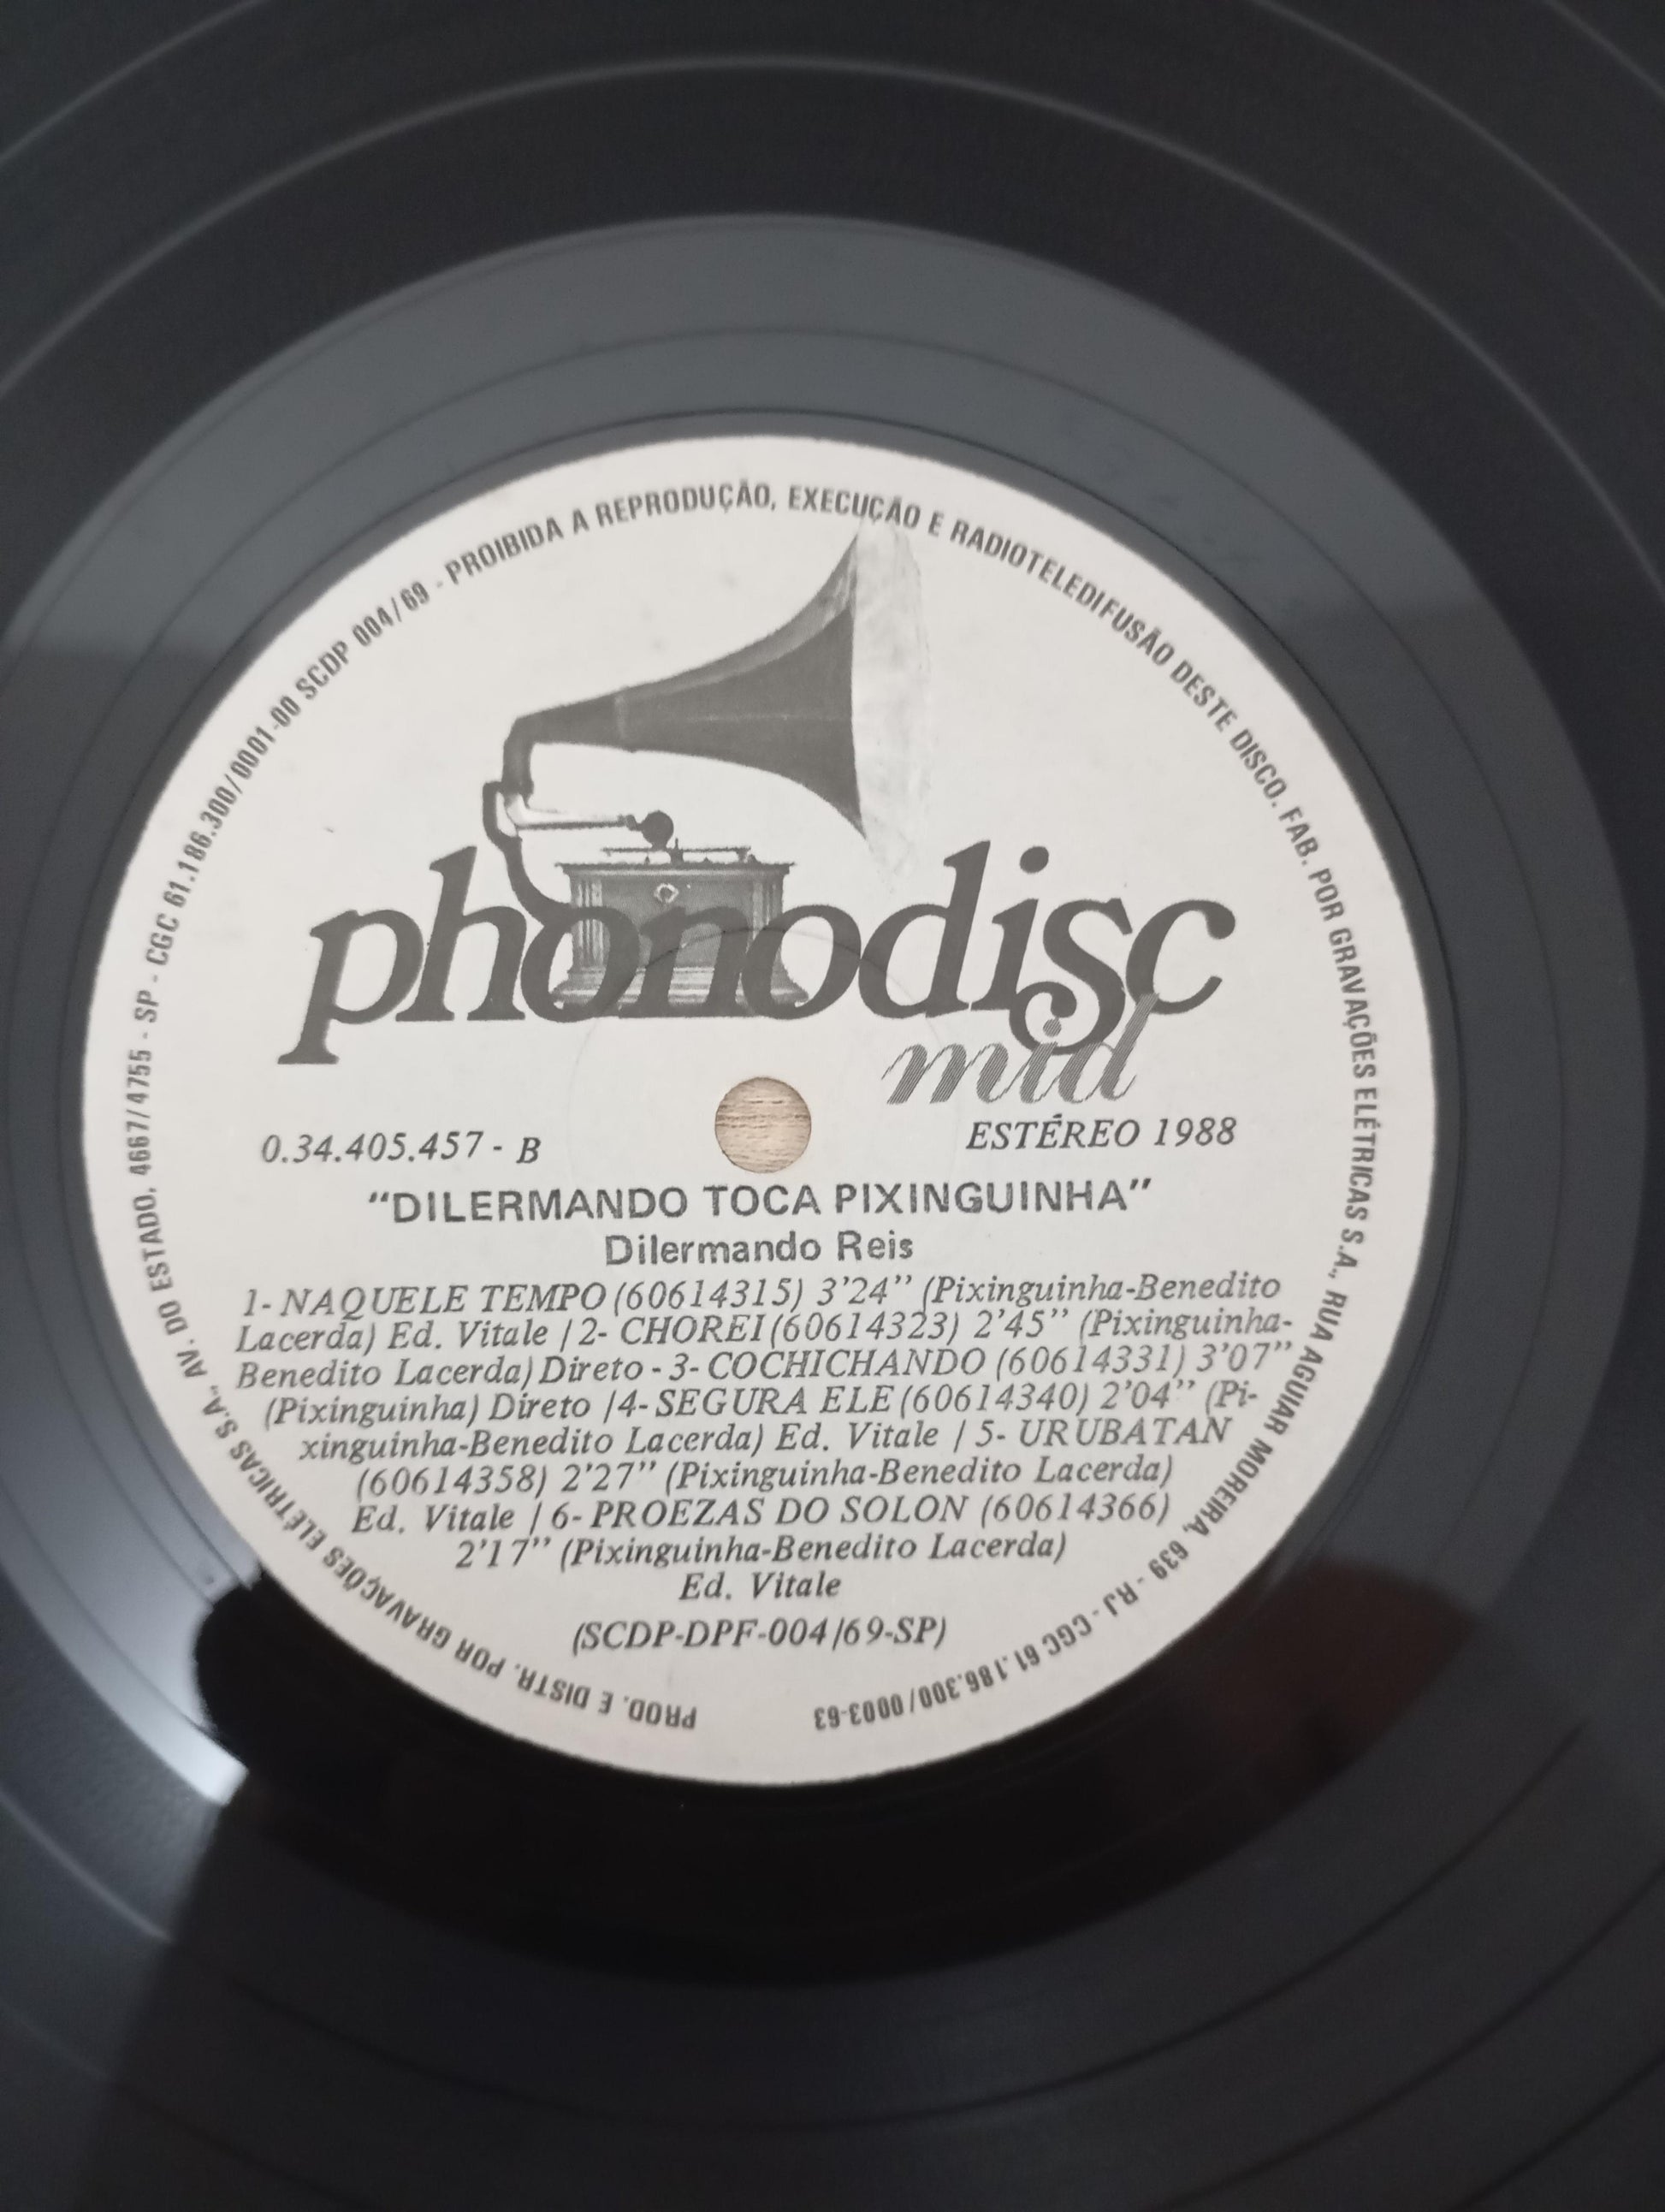 PROD. E DISTR. POR GRAVAÇÕES ELÉTRICAS S.A., AV. DO ESTADO, 4667/4755 - SP - CGC 61.186.300/0001-00 SCDP 004/69 - PROIBIDA A REPRODUÇÃO, EXECUÇÃO E RADIOTELEDIFUSÃO DESTE DISCO. FAB. POR GRAVAÇÕES ELÉTRICAS S.A., RUA AGUIAR MOREIRA, 639 - RJ - CGC 61.186.300/0003-63
phonodisc
mid
0.34.405.457 - B
ESTÉREO 1988
"DILERMANDO TOCA PIXINGUINHA"
Dilermando Reis
1- NAQUELE TEMPO (60614315) 3'24'' (Pixinguinha-Benedito
Lacerda) Ed. Vitale / 2- CHOREI (60614323) 2'45'' (Pixinguinha-
Benedito Lacerda) Direto - 3- COCHICHANDO (60614331) 3'07''
(Pixinguinha) Direto /4- SEGURA ELE (60614340) 2'04'' (Pi-
xinguinha-Benedito Lacerda) Ed. Vitale / 5- URUBATAN
(60614358) 2'27'' (Pixinguinha-Benedito Lacerda)
Ed. Vitale / 6- PROEZAS DO SOLON (60614366)
2'17'' (Pixinguinha-Benedito Lacerda)
Ed. Vitale
(SCDP-DPF-004/69-SP)